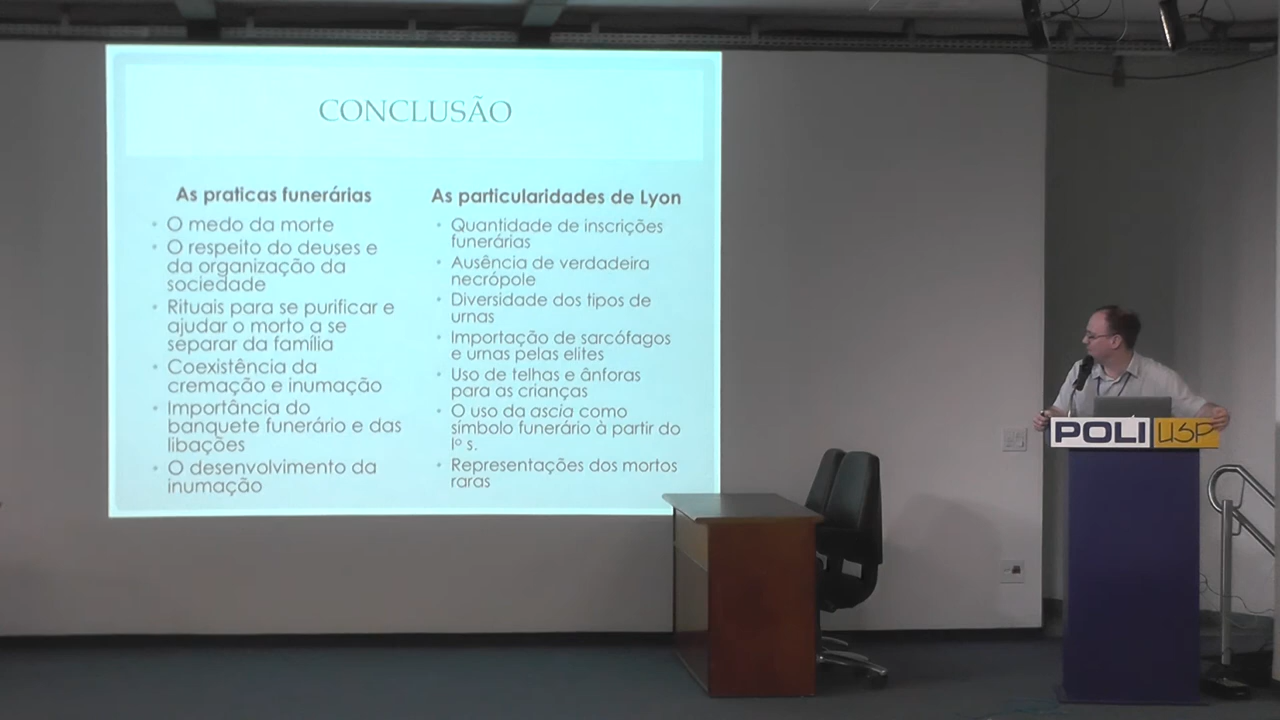 CONCLUSÃO
As praticas funerárias
• O medo da morte
• O respeito do deuses e
da organização da
sociedade
• Rituais para se purificar e
ajudar o morto a se
separar da família
• Coexistência da
cremação e inumação
• Importância do
banquete funerário e das
libações
• O desenvolvimento da
inumação
As particularidades de Lyon
• Quantidade de inscrições
funerárias
• Ausência de verdadeira
necrópole
• Diversidade dos tipos de
urnas
• Importação de sarcófagos
e urnas pelas elites
• Uso de telhas e ânforas
para as crianças
• O uso da ascia como
símbolo funerário à partir do
Iº s.
• Representações dos mortos
raras
POLI USP